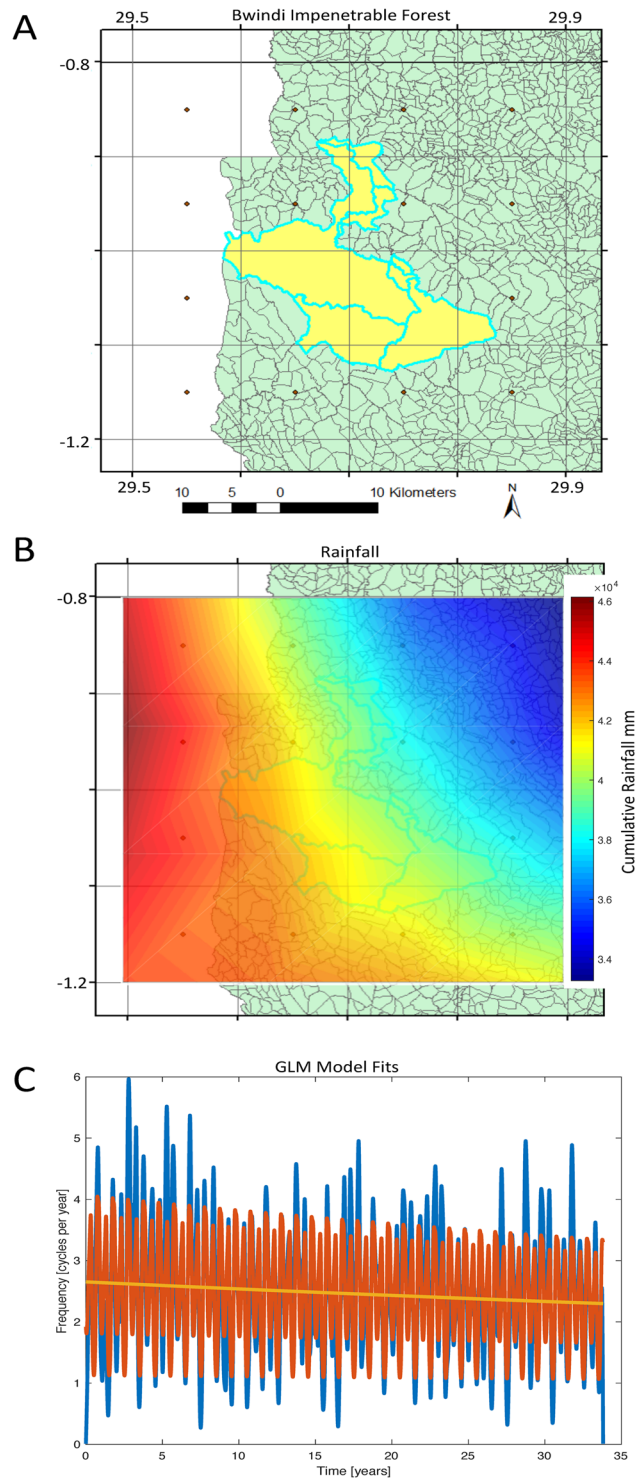 A
Bwindi Impenetrable Forest
29.5 29.9
-0.8
-1.2
29.5 29.9
10 5 0 10 Kilometers
N
B
Rainfall
-0.8
-1.2
×10⁴
4.6
4.4
4.2
4.0
3.8
3.6
3.4
Cumulative Rainfall mm
C
GLM Model Fits
6
5
4
3
2
1
0
Frequency [cycles per year]
0 5 10 15 20 25 30 35
Time [years]